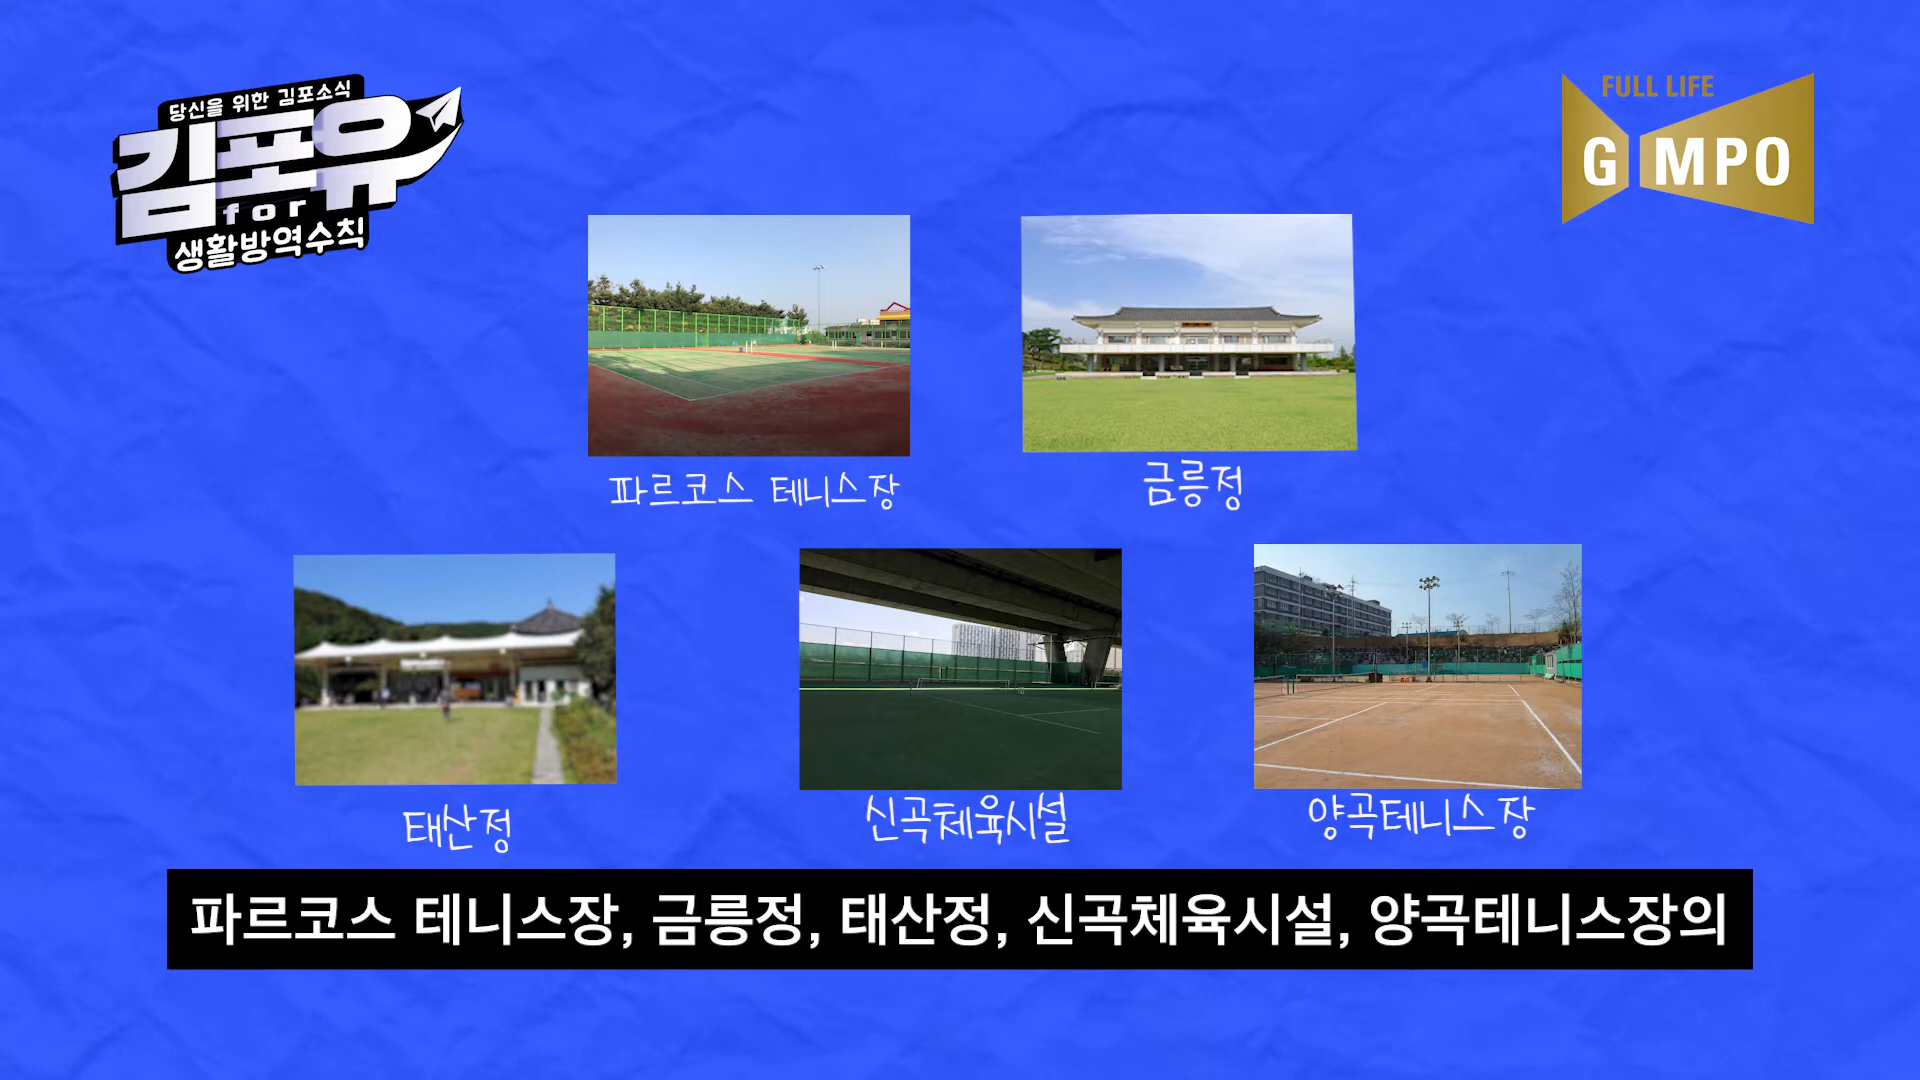 당신을 위한 김포소식
김포유
for
생활방역수칙
FULL LIFE
G MPO
파르코스 테니스장
금릉정
태산정
신곡체육시설
양곡테니스장
파르코스 테니스장, 금릉정, 태산정, 신곡체육시설, 양곡테니스장의